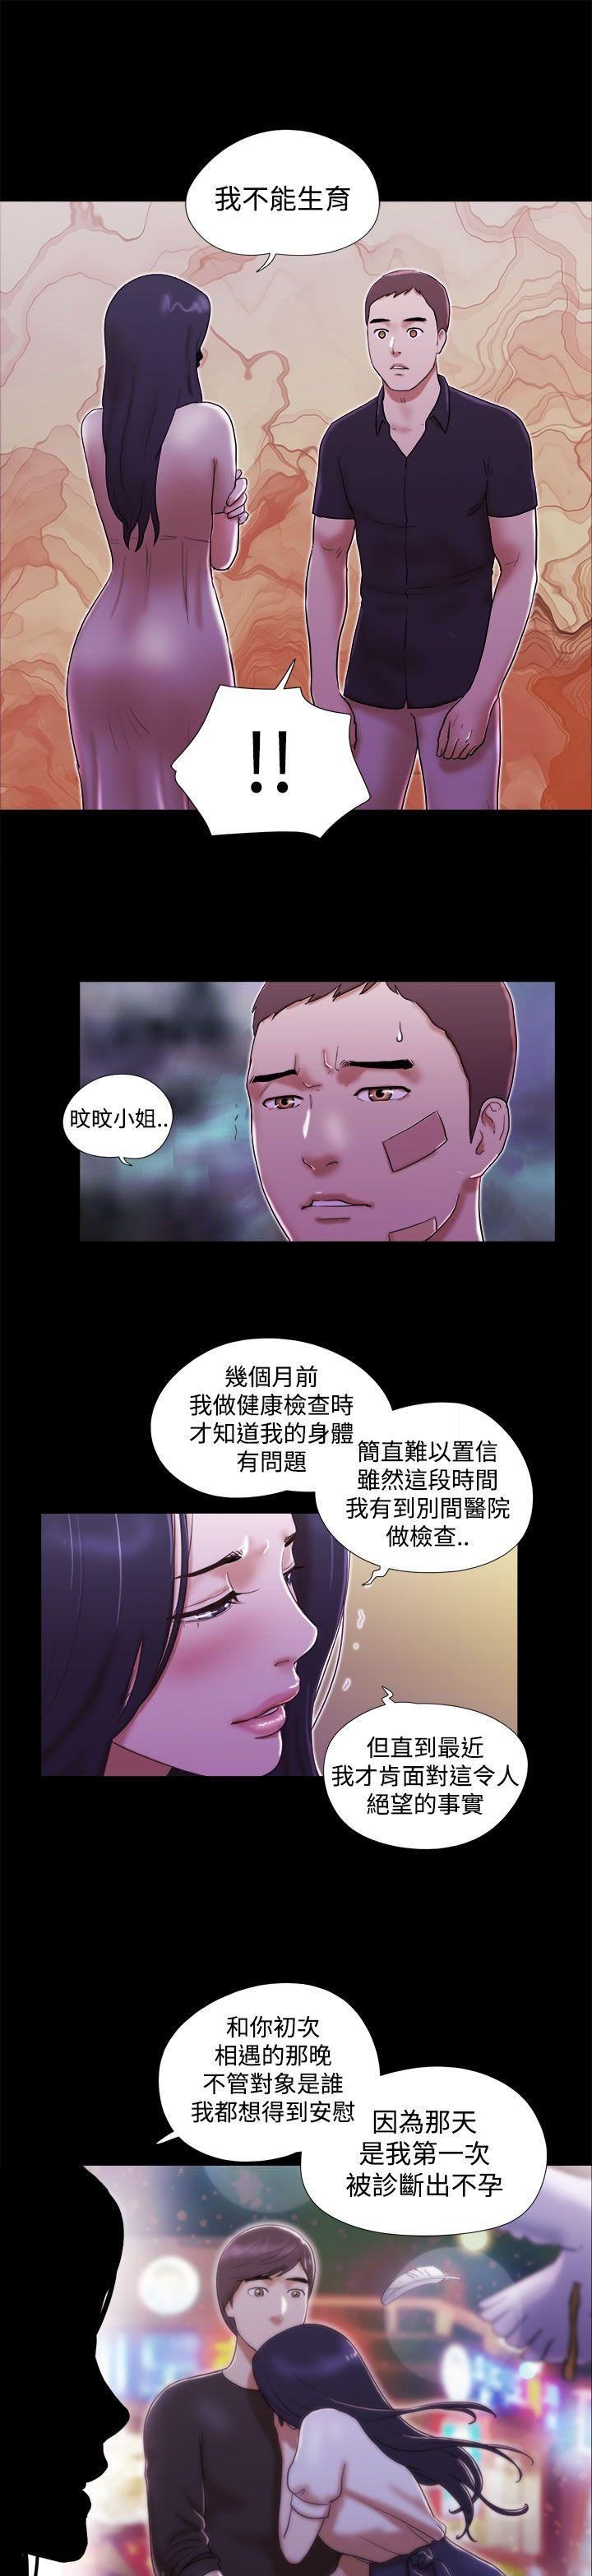 我不能生育
!!
旼旼小姐..
幾個月前
我做健康檢查時
才知道我的身體
有問題
簡直難以置信
雖然這段時間
我有到別間醫院
做檢查..
但直到最近
我才肯面對這令人
絕望的事實
和你初次
相遇的那晚
不管對象是誰
我都想得到安慰
因為那天
是我第一次
被診斷出不孕